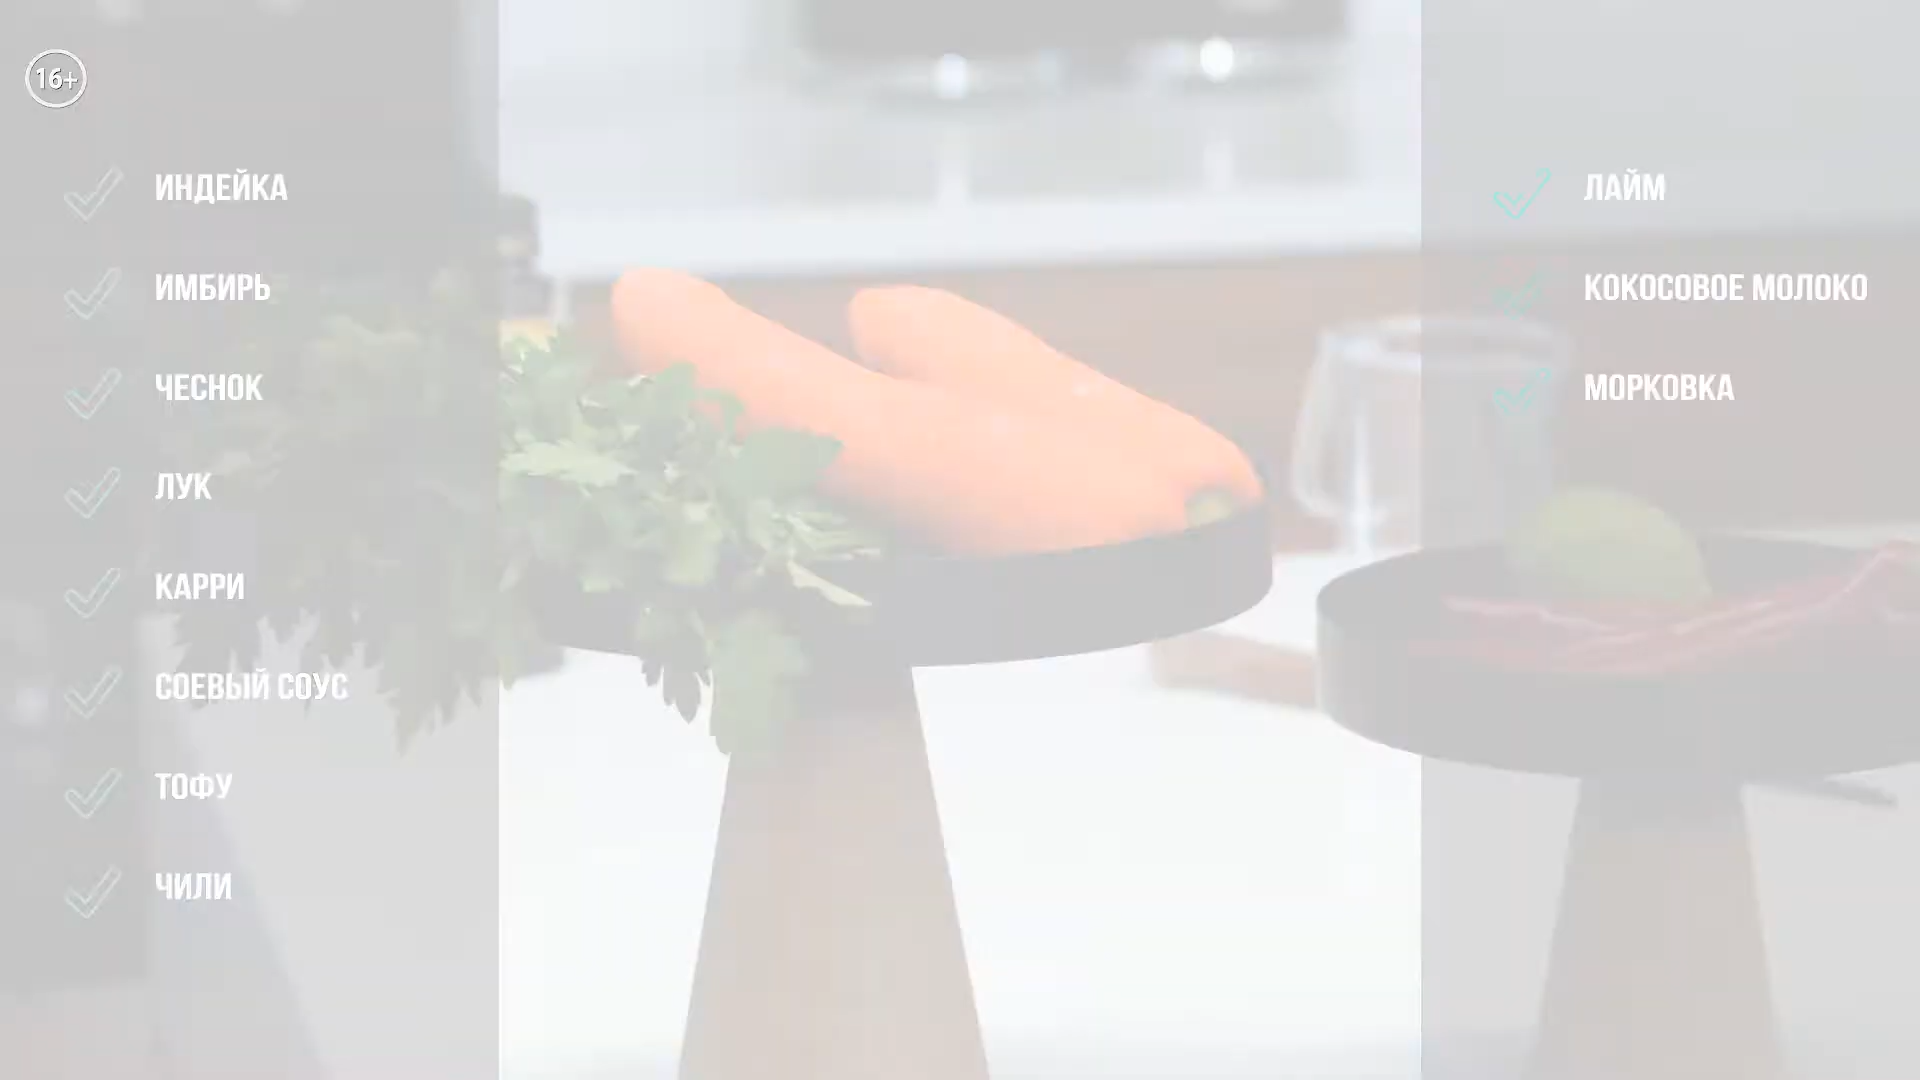 16+
ИНДЕЙКА
ИМБИРЬ
ЧЕСНОК
ЛУК
КАРРИ
СОЕВЫЙ СОУС
ТОФУ
ЧИЛИ
ЛАЙМ
КОКОСОВОЕ МОЛОКО
МОРКОВКА